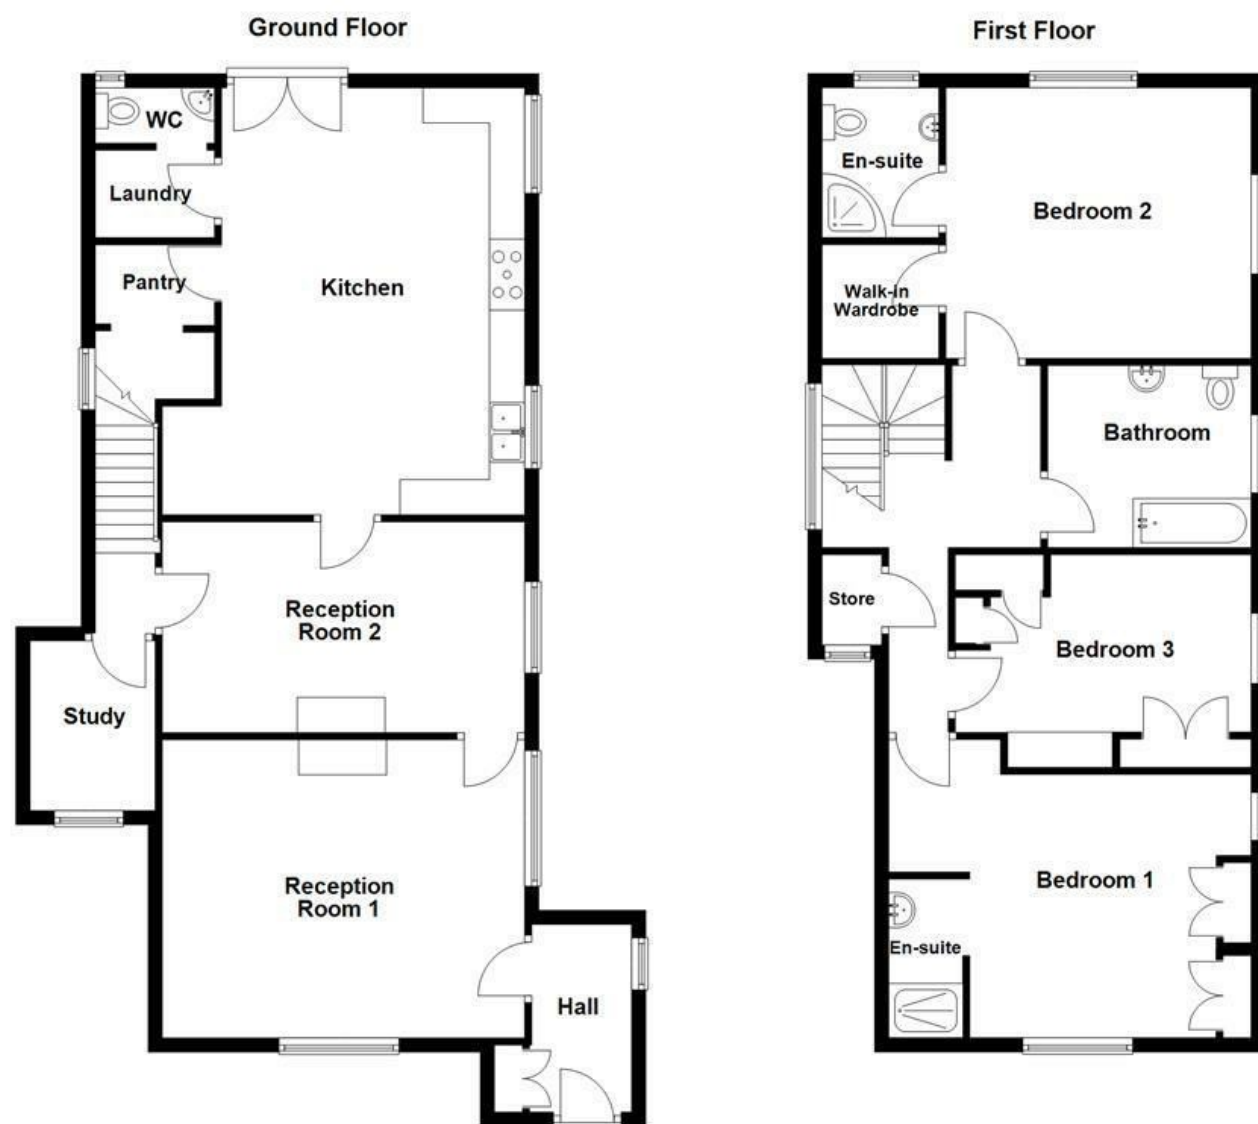 Ground Floor
WC
Laundry
Pantry
Kitchen
Reception
Room 2
Study
Reception
Room 1
Hall
First Floor
En-suite
Bedroom 2
Walk-In
Wardrobe
Bathroom
Store
Bedroom 3
Bedroom 1
En-suite